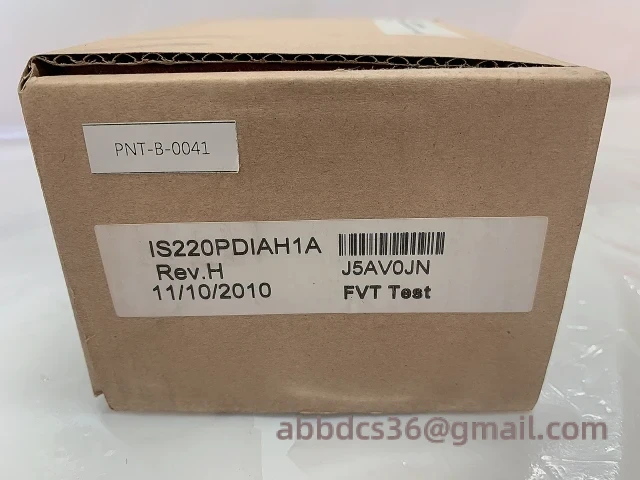 PNT-B-0041
IS220PDIAH1A
Rev.H
J5AV0JN
11/10/2010
FVT Test
abbdcs36@gmail.com